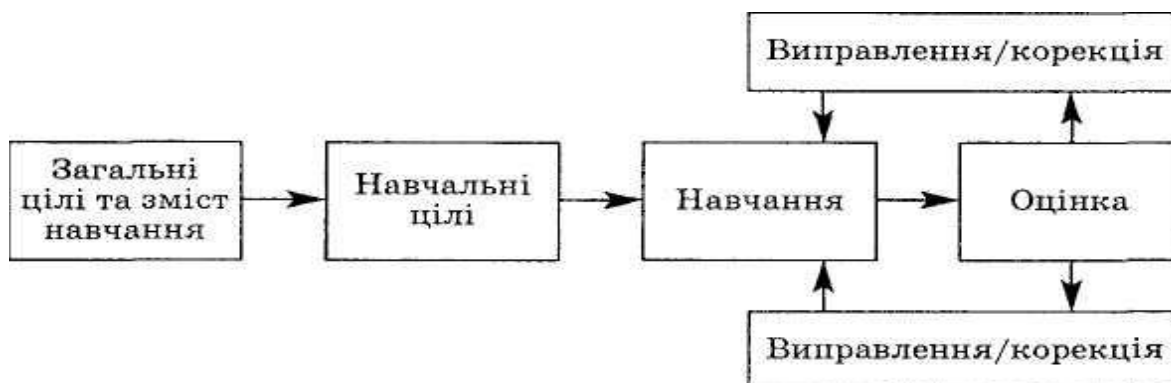 Виправлення/корекція
Загальні
цілі та зміст
навчання
Навчальні
цілі
Навчання
Оцінка
Виправлення/корекція